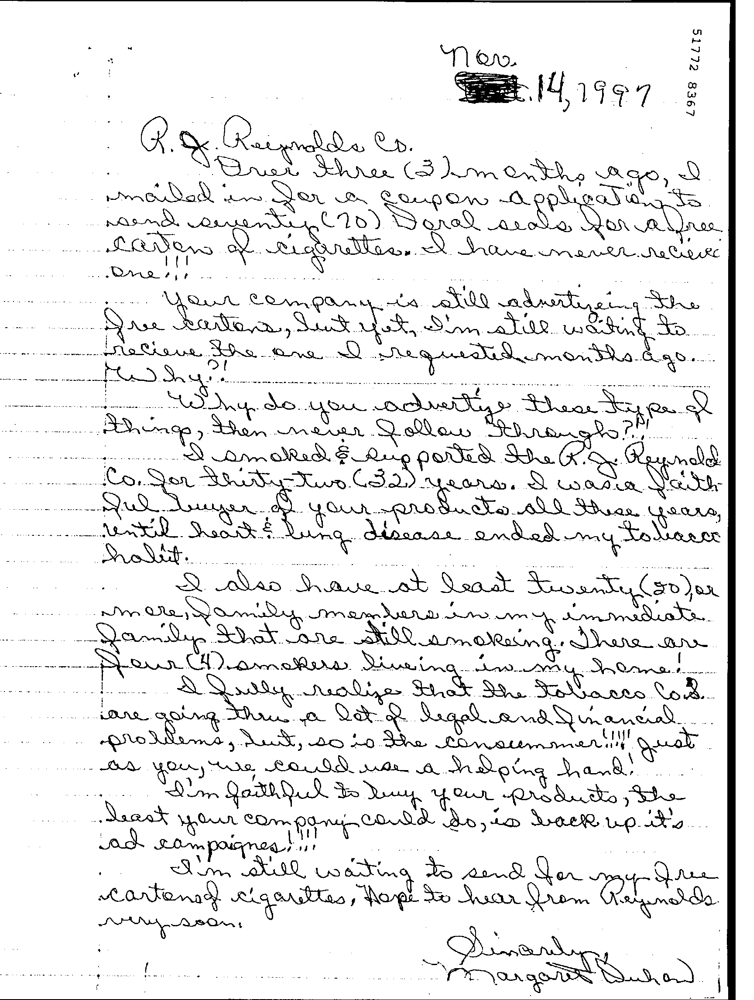 51772 8367
Nov.
14, 1997
R. J. Reynolds Co.
Over three (3) months ago, I
mailed in for a coupon application to
send seventy (70) Doral seals for a free
carton of cigarettes. I have never recieve
one!!!
Your company is still advertizeing the
free cartons, but yet, I'm still waiting to
recieve the one I requested months ago.
Why?!
Why do you advertize these type of
things, then never follow through?!!
I smoked & supported the R. J. Reynold
Co. for thirty-two (32) years. I was a faith-
ful buyer of your products all these years,
until heart & lung disease ended my tobacco
habit.
I also have at least twenty (20), or
more, family members in my immediate
family that are still smokeing. There are
four (4) smokers liveing in my home!
I fully realize that the tobacco Co.s
are going thru a lot of legal and financial
problems, but, so is the consummer!!!! Just
as you, we could use a helping hand!
I'm faithful to buy your products, the
least your company could do, is back up it's
ad campaignes!!!!
I'm still waiting to send for my free
carton of cigarettes, Hope to hear from Reynolds
very soon.
Sincerely,
Margaret